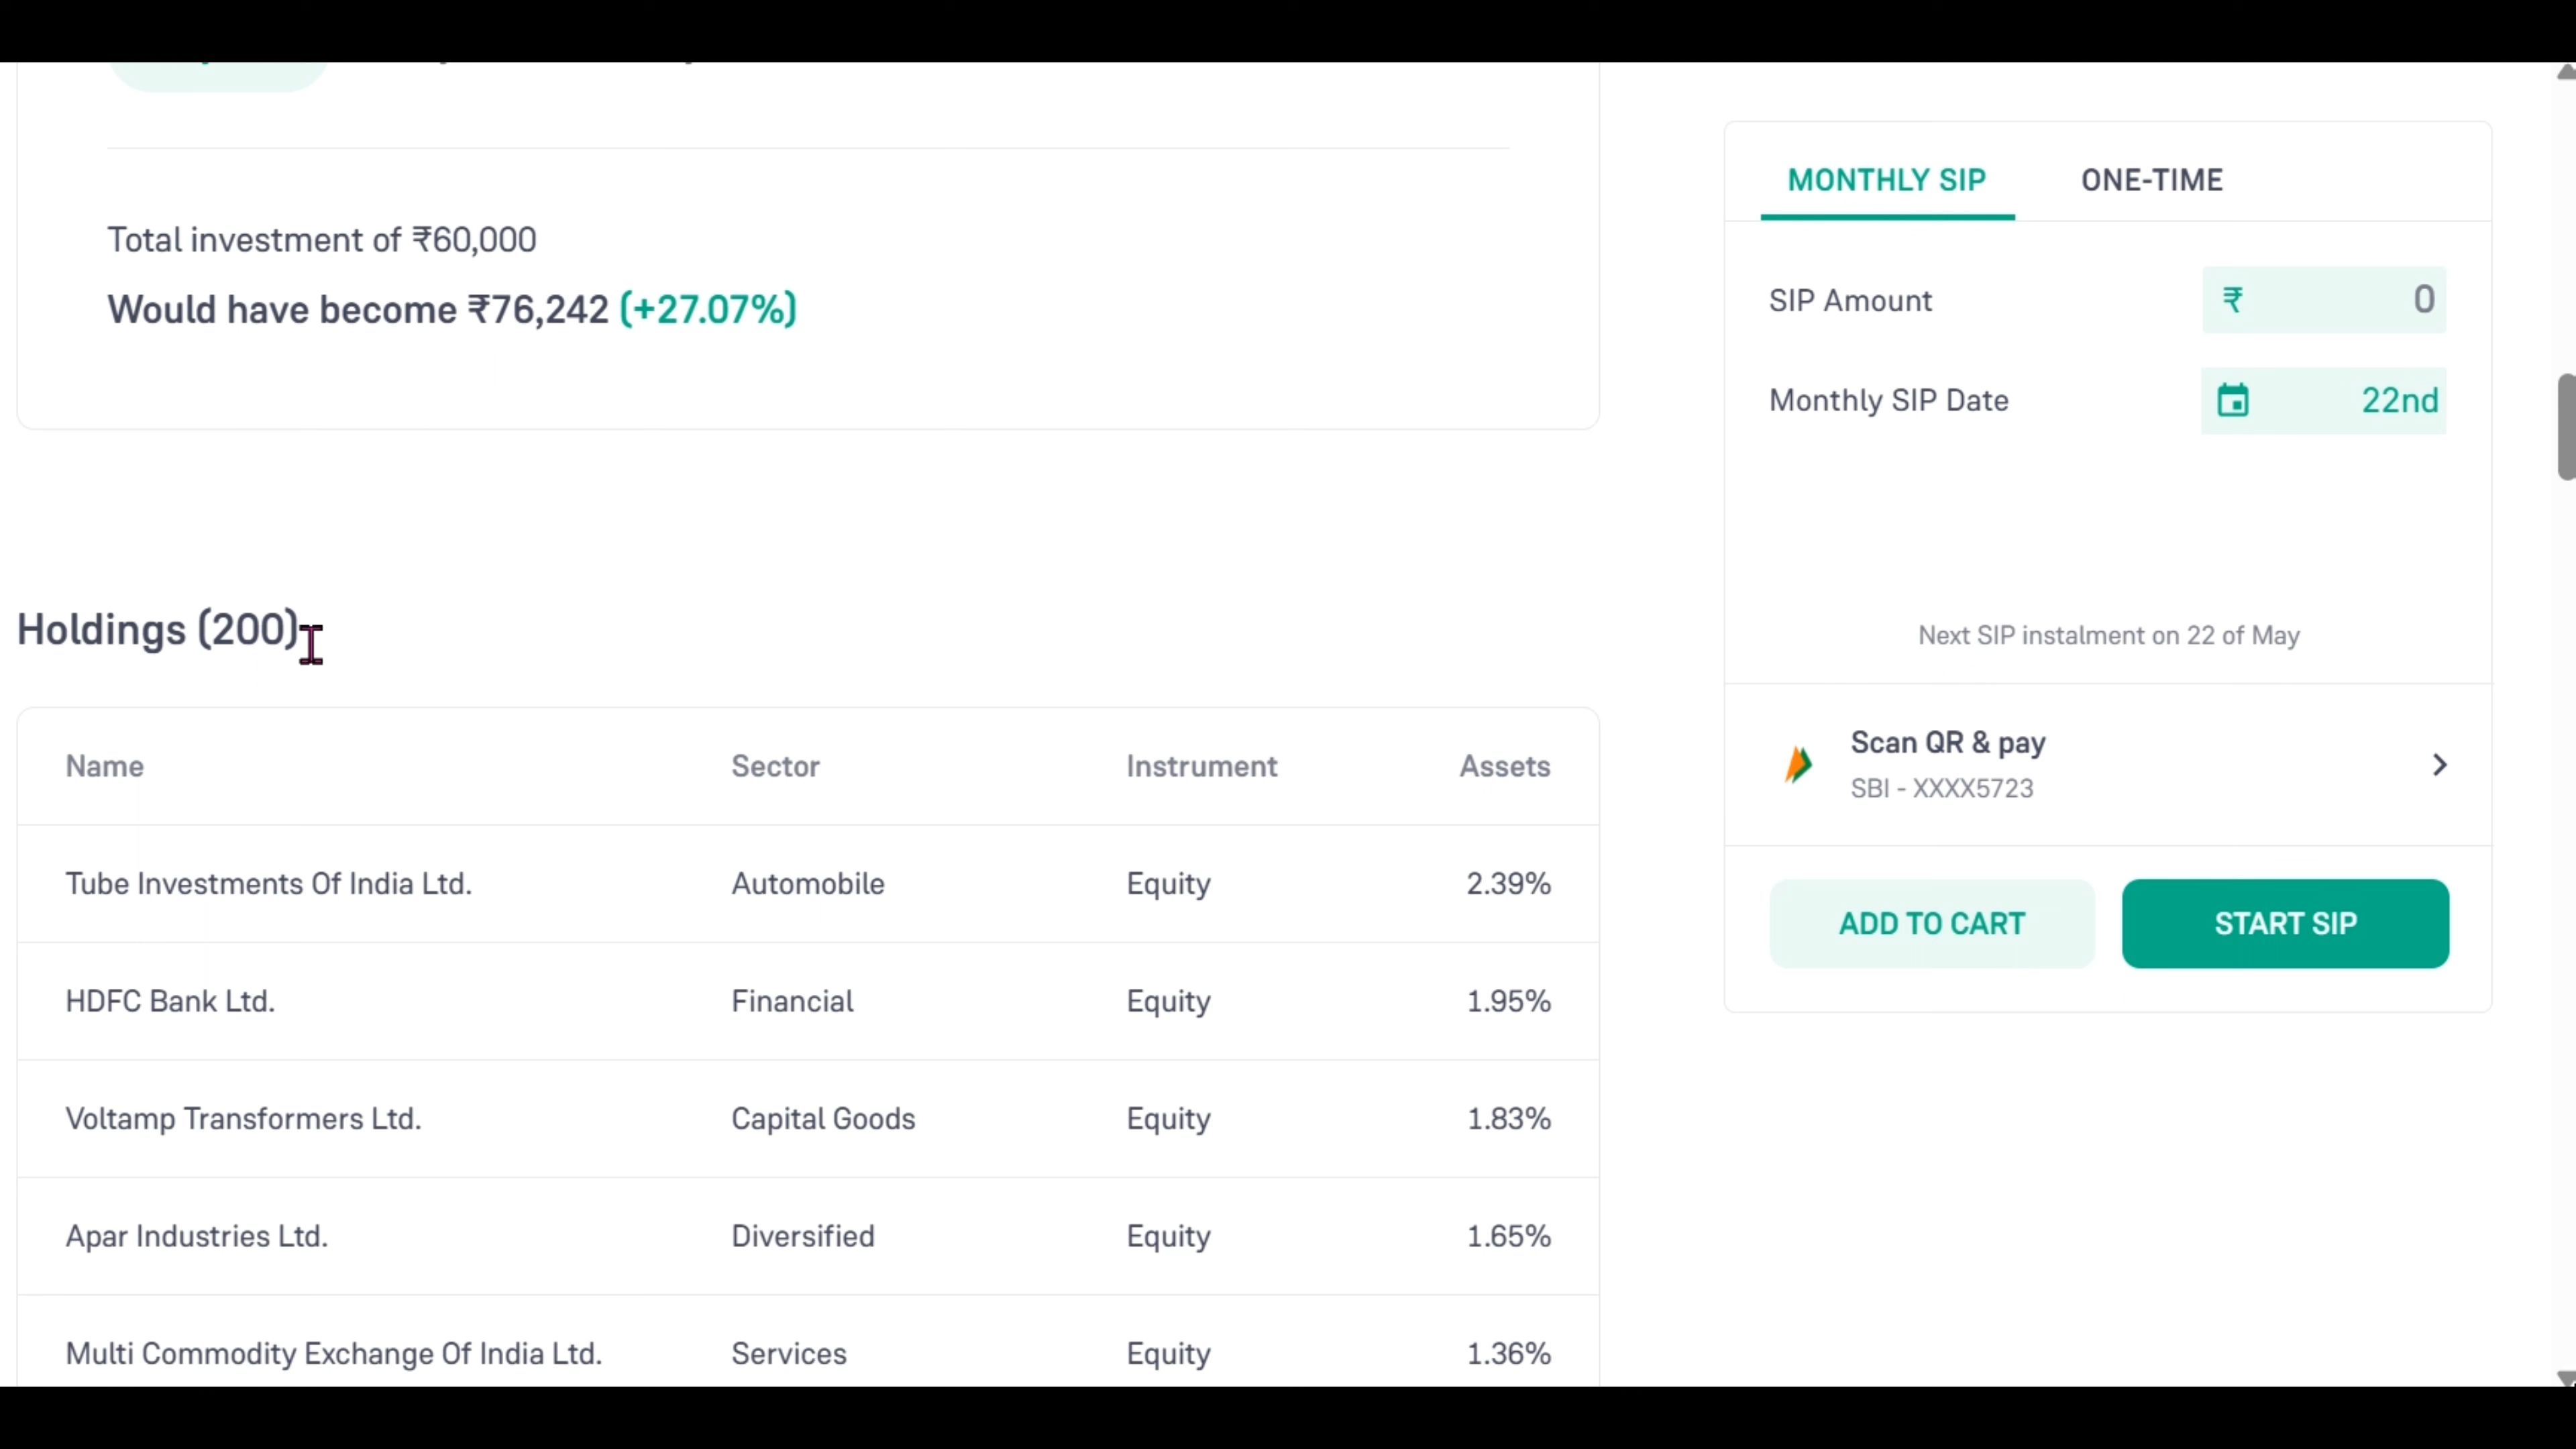 Total investment of ₹60,000
Would have become ₹76,242 (+27.07%)
Holdings (200)
Name Sector Instrument Assets
Tube Investments Of India Ltd. Automobile Equity 2.39%
HDFC Bank Ltd. Financial Equity 1.95%
Voltamp Transformers Ltd. Capital Goods Equity 1.83%
Apar Industries Ltd. Diversified Equity 1.65%
Multi Commodity Exchange Of India Ltd. Services Equity 1.36%
MONTHLY SIP ONE-TIME
SIP Amount ₹ 0
Monthly SIP Date 22nd
Next SIP instalment on 22 of May
Scan QR & pay
SBI - XXXX5723
ADD TO CART START SIP